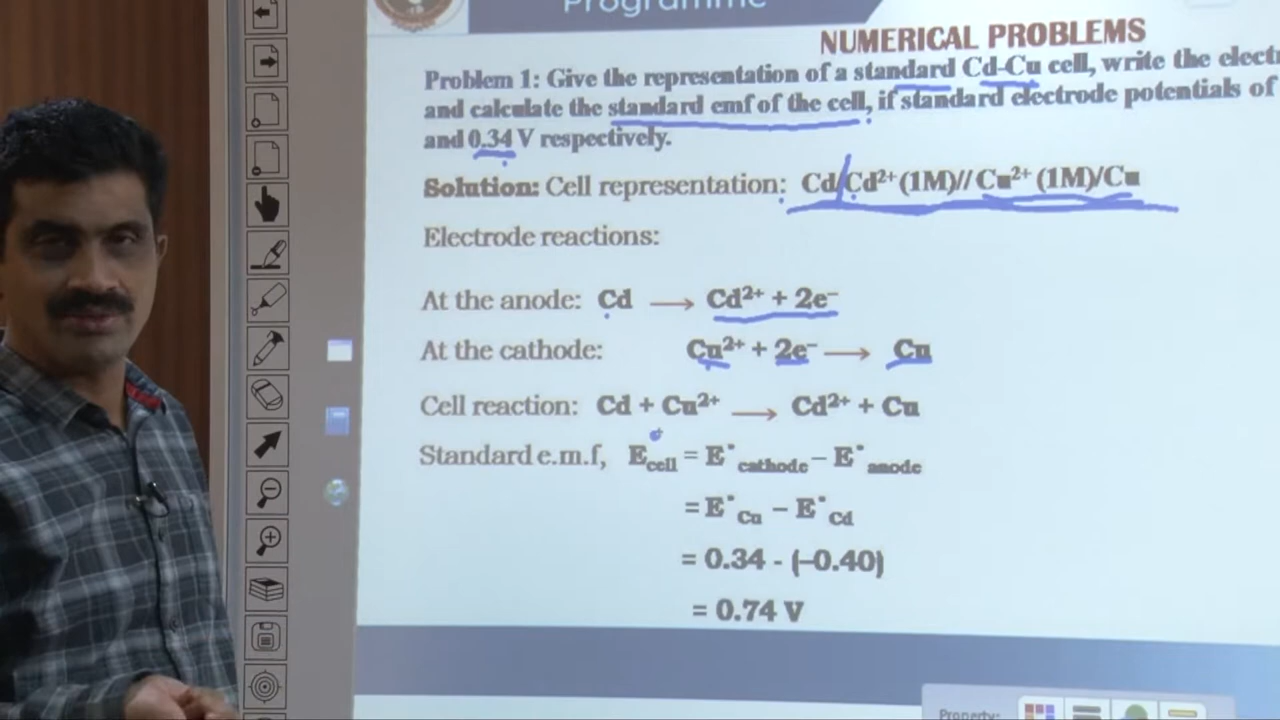 Programme
NUMERICAL PROBLEMS
Problem 1: Give the representation of a standard Cd-Cu cell, write the
and calculate the standard emf of the cell, if standard electrode potentials of
and 0.34 V respectively.
Solution: Cell representation: Cd/Cd²⁺ (1M)// Cu²⁺ (1M)/Cu
Electrode reactions:
At the anode: Cd ⟶ Cd²⁺ + 2e⁻
At the cathode: Cu²⁺ + 2e⁻ ⟶ Cu
Cell reaction: Cd + Cu²⁺ ⟶ Cd²⁺ + Cu
Standard e.m.f, E cell = E° cathode – E° anode
= E° Cu – E° Cd
= 0.34 - (–0.40)
= 0.74 V
Property: